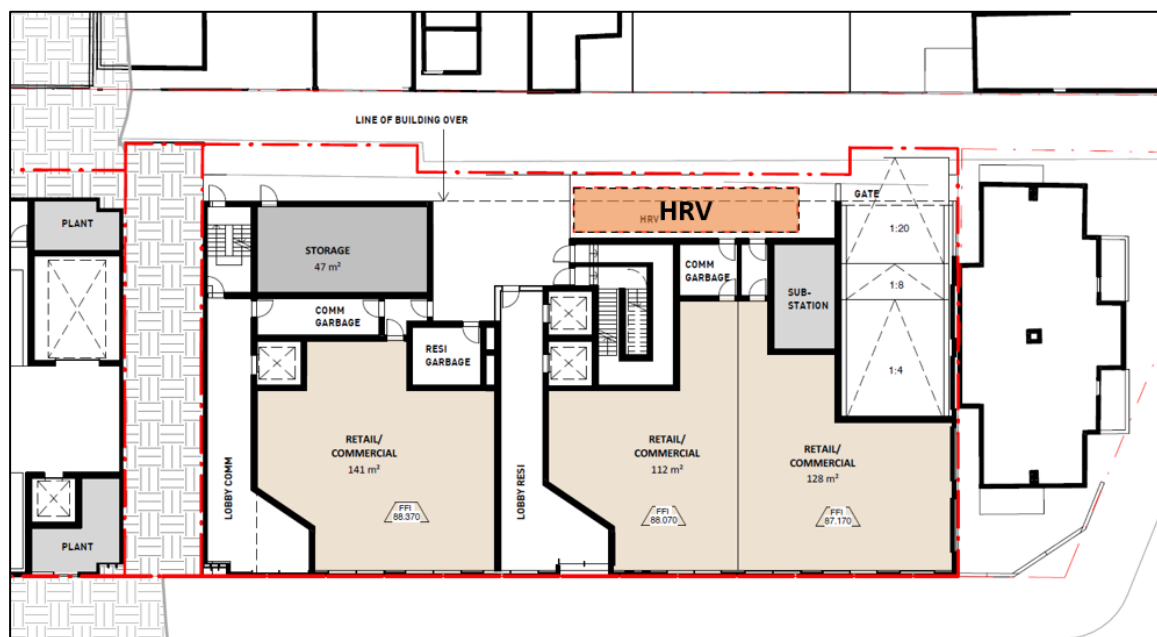 LINE OF BUILDING OVER
GATE
HRV
HRV
PLANT
STORAGE
47 m²
1:20
COMM
GARBAGE
SUB-
STATION
1:8
COMM
GARBAGE
RESI
GARBAGE
1:4
RETAIL/
COMMERCIAL
141 m²
RETAIL/
COMMERCIAL
112 m²
RETAIL/
COMMERCIAL
128 m²
LOBBY COMM
LOBBY RESI
FFI
88.370
FFI
88.070
FFI
87.170
PLANT